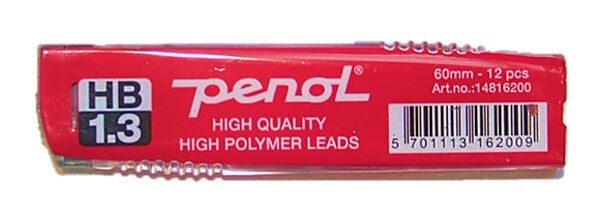 HB
1.3
penol®
HIGH QUALITY
HIGH POLYMER LEADS
60mm - 12 pcs
Art.no.:14816200
5 701113 162009